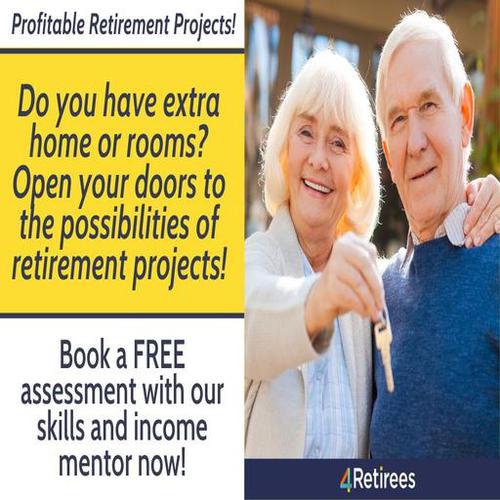 Profitable Retirement Projects!
Do you have extra
home or rooms?
Open your doors to
the possibilities of
retirement projects!
Book a FREE
assessment with our
skills and income
mentor now!
4Retirees